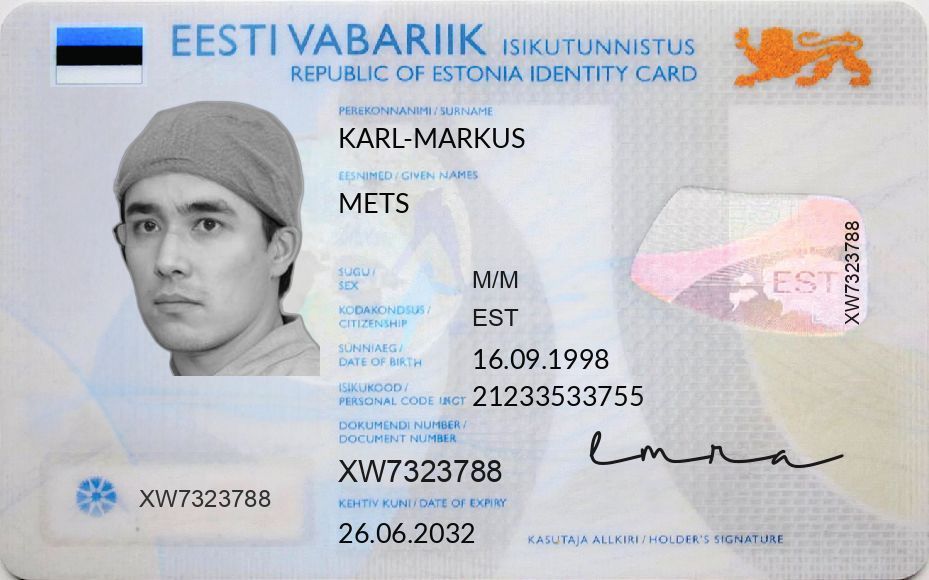 EESTI VABARIIK ISIKUTUNNISTUS
REPUBLIC OF ESTONIA IDENTITY CARD
PEREKONNANIMI / SURNAME
KARL-MARKUS
EESNIMED / GIVEN NAMES
METS
SUGU /
SEX
M/M
KODAKONDSUS /
CITIZENSHIP
EST
SÜNNIAEG /
DATE OF BIRTH
16.09.1998
ISIKUKOOD /
PERSONAL CODE
21233533755
DOKUMENDI NUMBER /
DOCUMENT NUMBER
XW7323788
KEHTIV KUNI / DATE OF EXPIRY
26.06.2032
XW7323788
EST
XW7323788
KASUTAJA ALLKIRI / HOLDER'S SIGNATURE